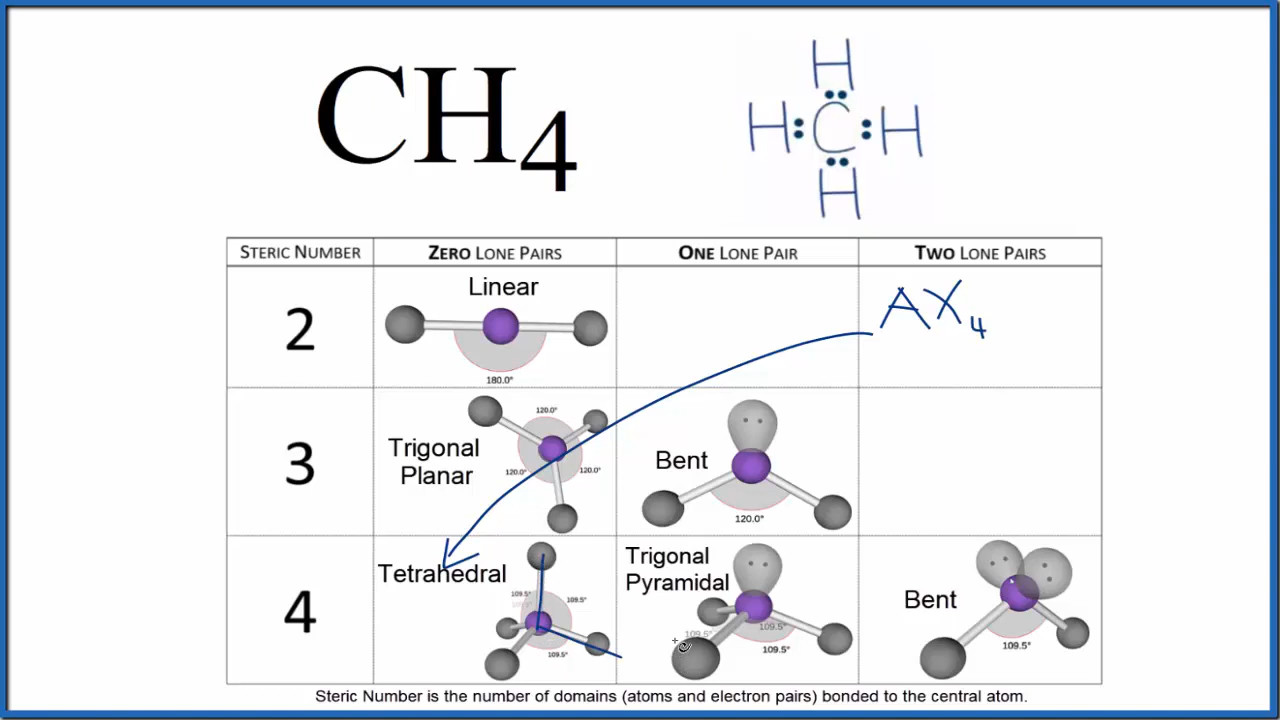 CH4
H
H : C : H
H
STERIC NUMBER ZERO LONE PAIRS ONE LONE PAIR TWO LONE PAIRS
2 Linear 180.0° AX4
3 Trigonal Planar 120.0° 120.0° 120.0° Bent 120.0°
4 Tetrahedral 109.5° 109.5° 109.5° Trigonal Pyramidal 109.5° 109.5° 109.5° Bent 109.5°
Steric Number is the number of domains (atoms and electron pairs) bonded to the central atom.